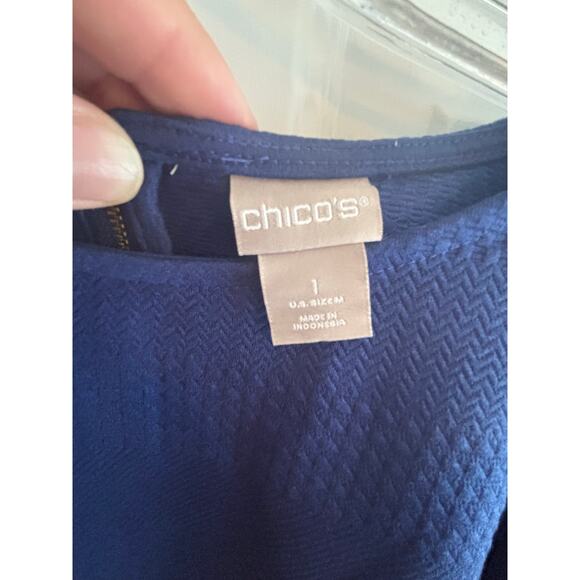 chico's®
1
U.S. SIZE M
MADE IN
INDONESIA